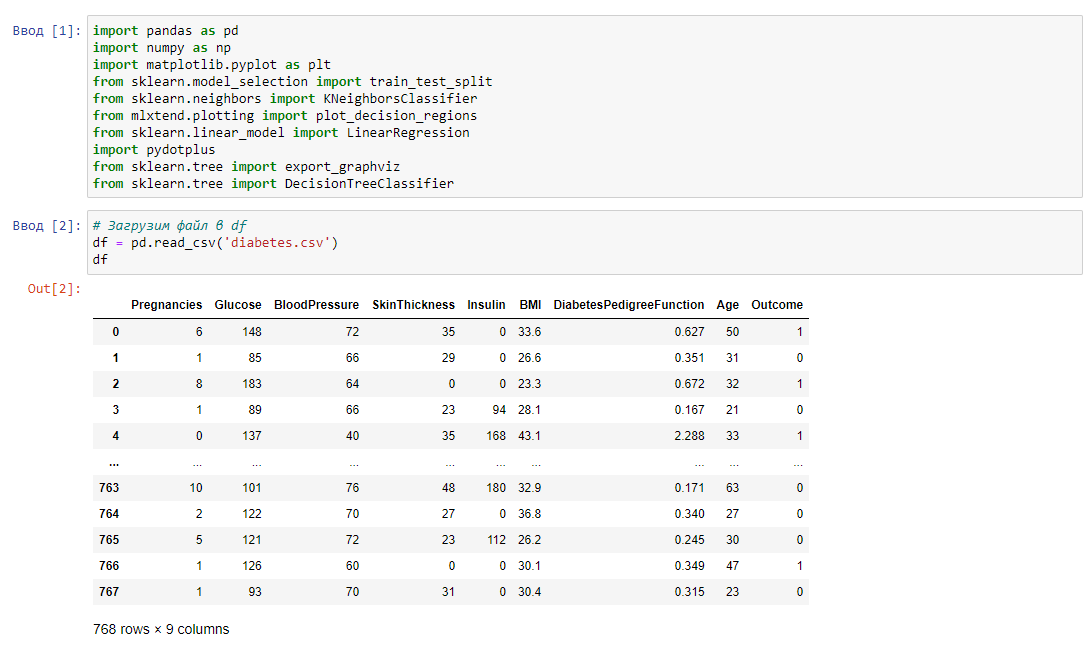 Ввод [1]: import pandas as pd
import numpy as np
import matplotlib.pyplot as plt
from sklearn.model_selection import train_test_split
from sklearn.neighbors import KNeighborsClassifier
from mlxtend.plotting import plot_decision_regions
from sklearn.linear_model import LinearRegression
import pydotplus
from sklearn.tree import export_graphviz
from sklearn.tree import DecisionTreeClassifier
Ввод [2]: # Загрузим файл в df
df = pd.read_csv('diabetes.csv')
df
Out[2]:
Pregnancies Glucose BloodPressure SkinThickness Insulin BMI DiabetesPedigreeFunction Age Outcome
0 6 148 72 35 0 33.6 0.627 50 1
1 1 85 66 29 0 26.6 0.351 31 0
2 8 183 64 0 0 23.3 0.672 32 1
3 1 89 66 23 94 28.1 0.167 21 0
4 0 137 40 35 168 43.1 2.288 33 1
... ... ... ... ... ... ... ... ... ...
763 10 101 76 48 180 32.9 0.171 63 0
764 2 122 70 27 0 36.8 0.340 27 0
765 5 121 72 23 112 26.2 0.245 30 0
766 1 126 60 0 0 30.1 0.349 47 1
767 1 93 70 31 0 30.4 0.315 23 0
768 rows × 9 columns